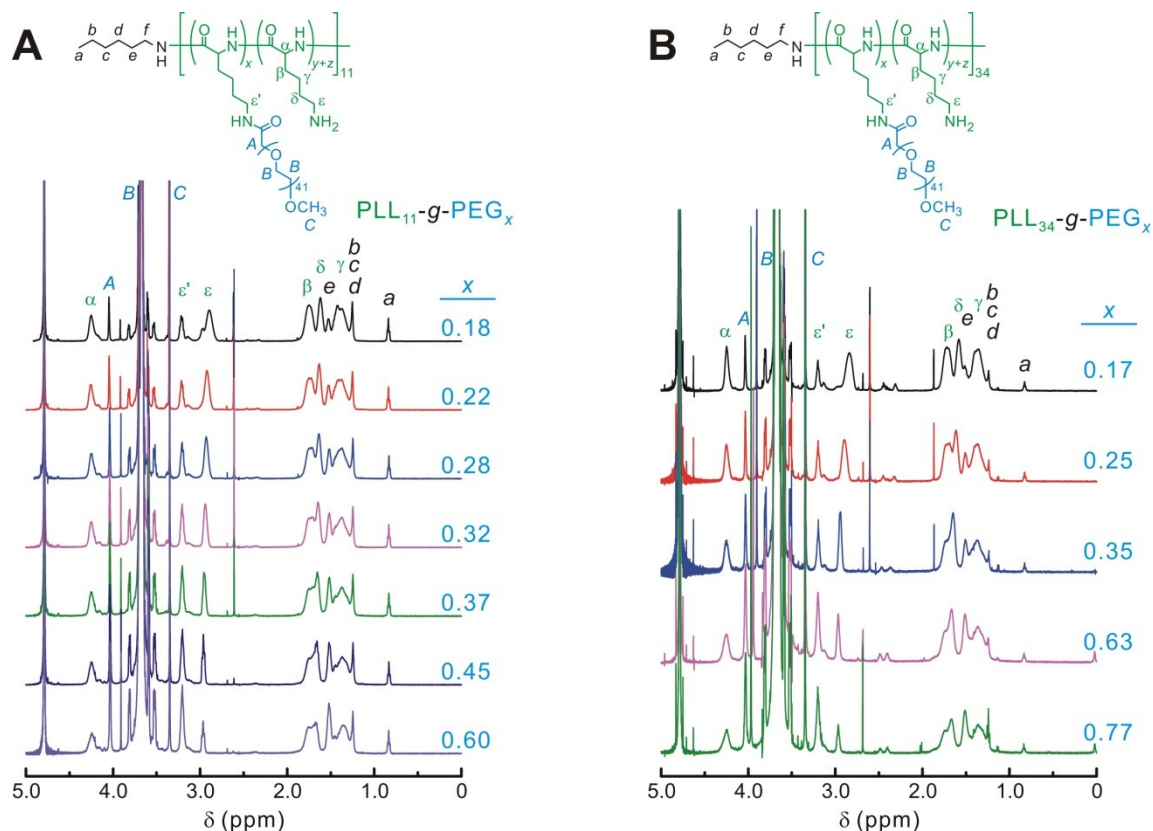 A
b d f
a c e
N
H
O
H
N
x
O
α
H
N
y+z
11
β γ
δ ε
NH₂
ε'
HN
O
A
O
B B
O
41
OCH₃
C
PLL₁₁-g-PEGₓ
B C
α A ε' ε β δ e γ b c d a
x
0.18
0.22
0.28
0.32
0.37
0.45
0.60
5.0 4.0 3.0 2.0 1.0 0
δ (ppm)
B
b d f
a c e
N
H
O
H
N
x
O
α
H
N
y+z
34
β γ
δ ε
NH₂
ε'
HN
O
A
O
B B
O
41
OCH₃
C
PLL₃₄-g-PEGₓ
B C
α A ε' ε β δ e γ b c d a
x
0.17
0.25
0.35
0.63
0.77
5.0 4.0 3.0 2.0 1.0 0
δ (ppm)